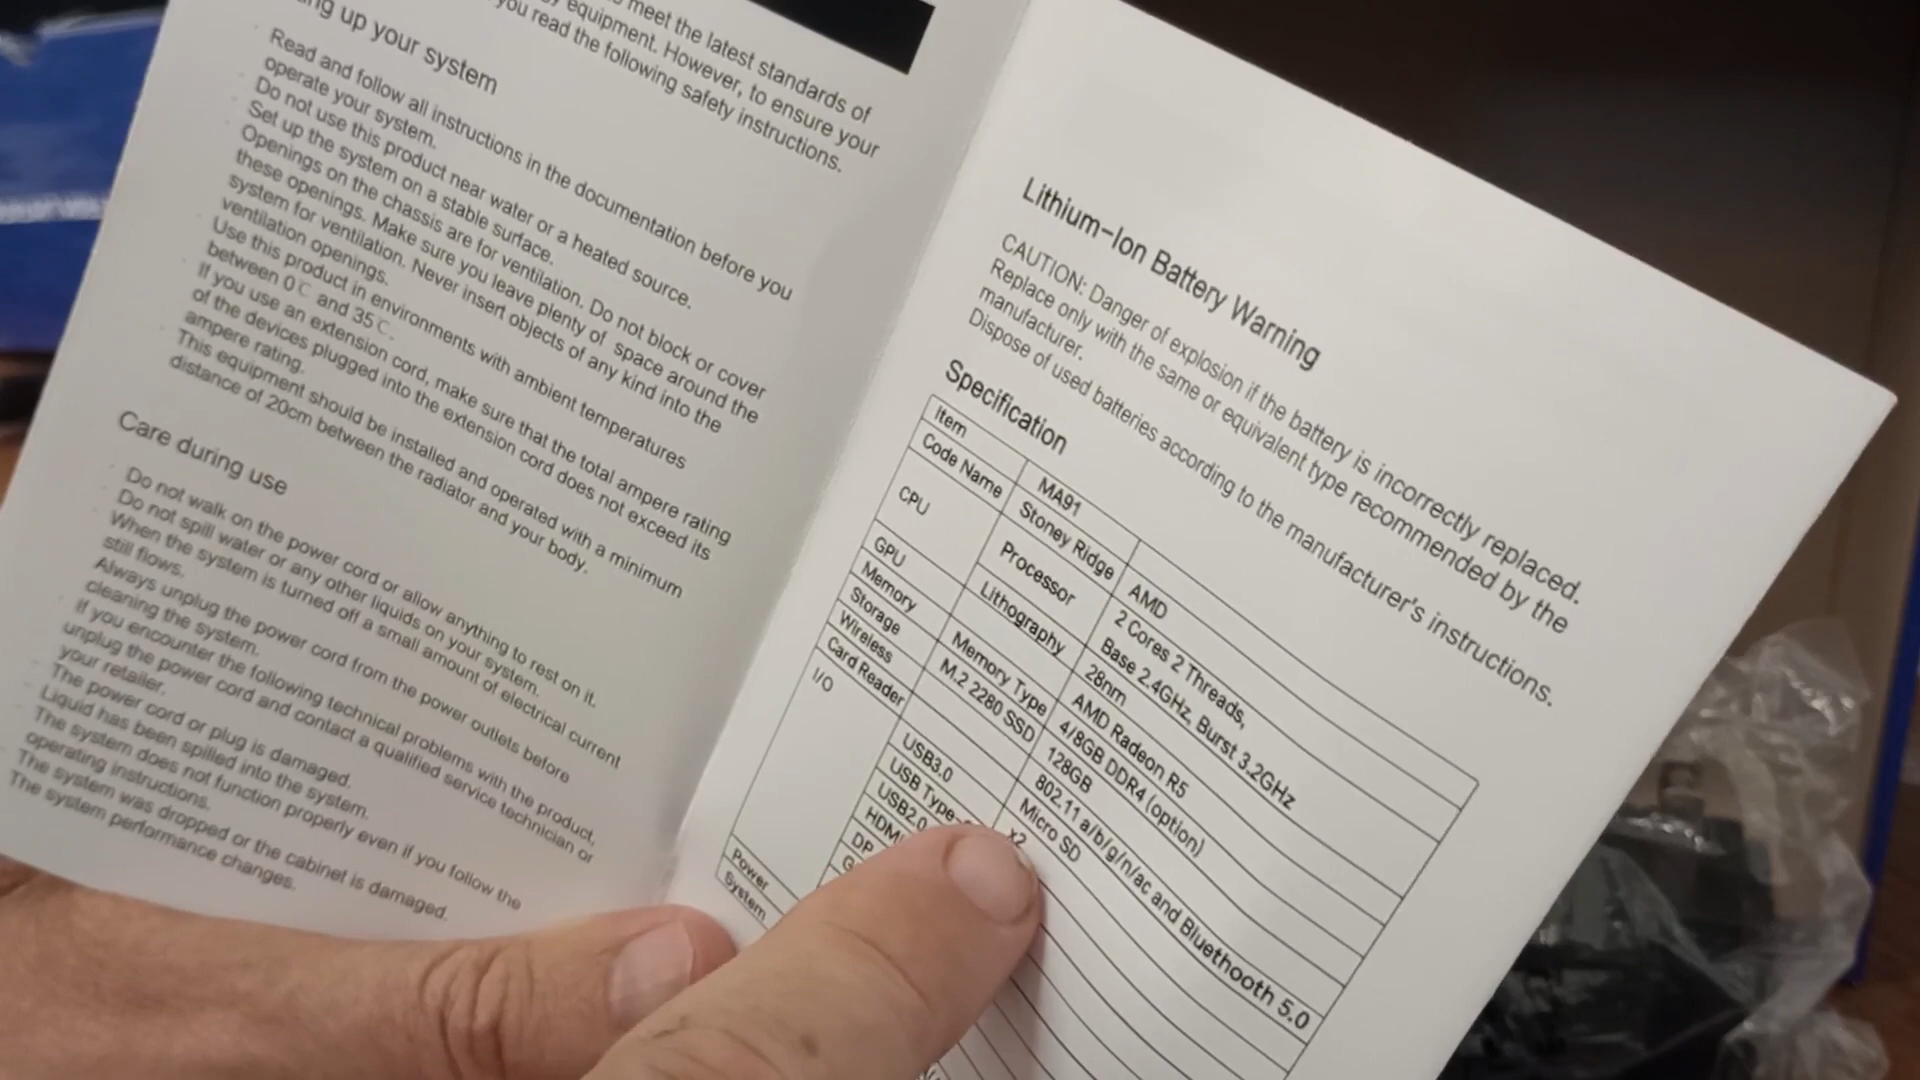 meet the latest standards of
equipment. However, to ensure your
you read the following safety instructions.
up your system
Read and follow all instructions in the documentation before you
operate your system.
Do not use this product near water or a heated source.
Set up the system on a stable surface.
Openings on the chassis are for ventilation. Do not block or cover
these openings. Make sure you leave plenty of space around the
system for ventilation. Never insert objects of any kind into the
ventilation openings.
Use this product in environments with ambient temperatures
between 0℃ and 35℃.
If you use an extension cord, make sure that the total ampere rating
of the devices plugged into the extension cord does not exceed its
ampere rating.
This equipment should be installed and operated with a minimum
distance of 20cm between the radiator and your body.
Care during use
Do not walk on the power cord or allow anything to rest on it.
Do not spill water or any other liquids on your system.
When the system is turned off a small amount of electrical current
still flows.
Always unplug the power cord from the power outlets before
cleaning the system.
If you encounter the following technical problems with the product,
unplug the power cord and contact a qualified service technician or
your retailer.
The power cord or plug is damaged.
Liquid has been spilled into the system.
The system does not function properly even if you follow the
operating instructions.
The system was dropped or the cabinet is damaged.
The system performance changes.
Lithium-Ion Battery Warning
CAUTION: Danger of explosion if the battery is incorrectly replaced.
Replace only with the same or equivalent type recommended by the
manufacturer.
Dispose of used batteries according to the manufacturer's instructions.
Specification
Item MA91
Code Name Stoney Ridge AMD
CPU Processor 2 Cores 2 Threads,
Base 2.4GHz, Burst 3.2GHz
Lithography 28nm
GPU AMD Radeon R5
Memory Memory Type 4/8GB DDR4 (option)
Storage M.2 2280 SSD 128GB
Wireless 802.11 a/b/g/n/ac and Bluethooth 5.0
Card Reader Micro SD
I/O USB3.0 x2
USB Type-
USB2.0
HDMI
DP
Power
System